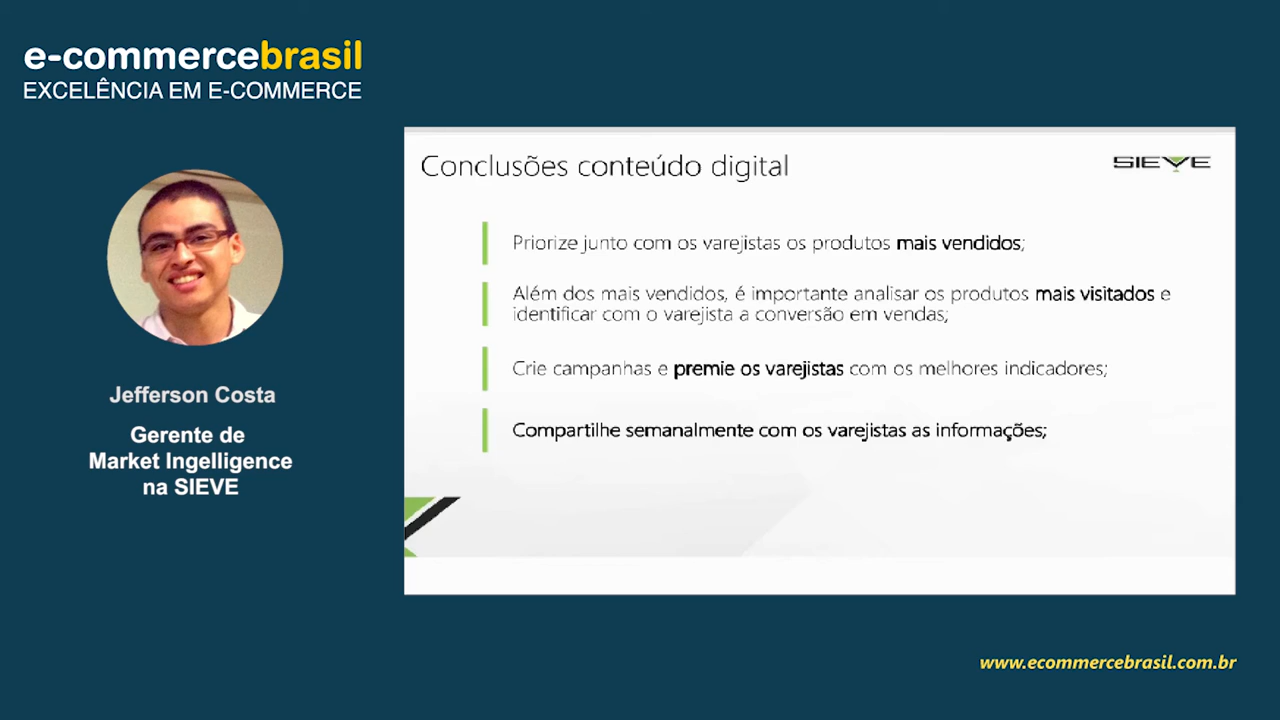 e-commercebrasil
EXCELÊNCIA EM E-COMMERCE
Jefferson Costa
Gerente de
Market Ingelligence
na SIEVE
Conclusões conteúdo digital
SIEVE
Priorize junto com os varejistas os produtos mais vendidos;
Além dos mais vendidos, é importante analisar os produtos mais visitados e
identificar com o varejista a conversão em vendas;
Crie campanhas e premie os varejistas com os melhores indicadores;
Compartilhe semanalmente com os varejistas as informações;
www.ecommercebrasil.com.br